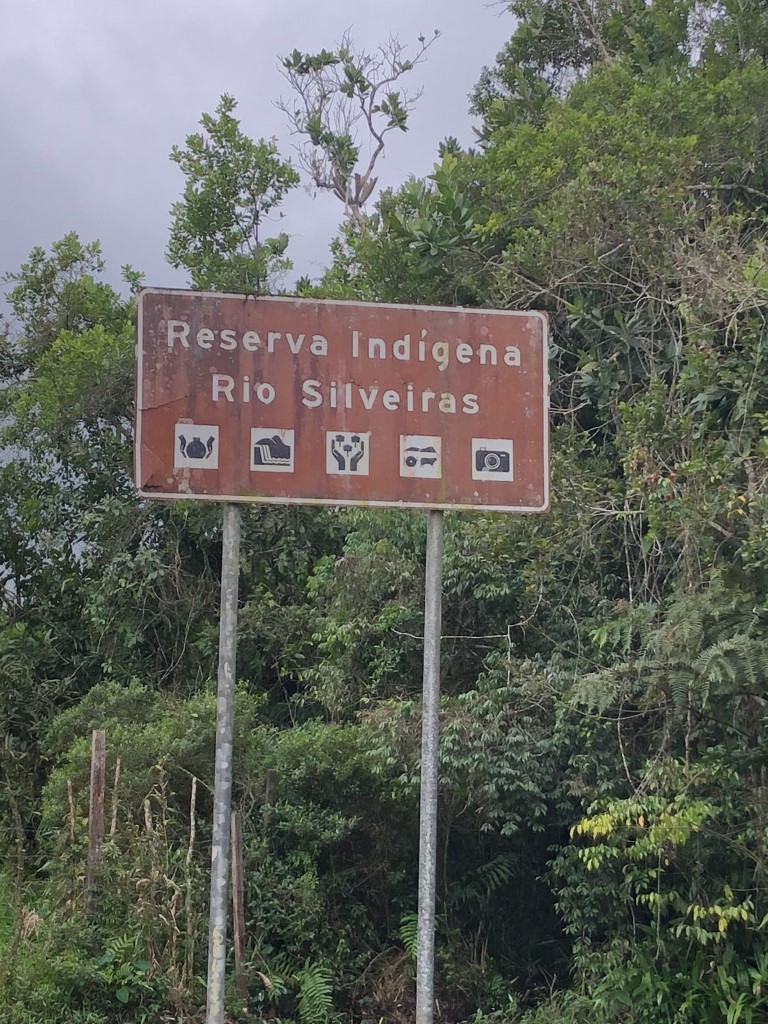 Reserva Indígena
Rio Silveiras